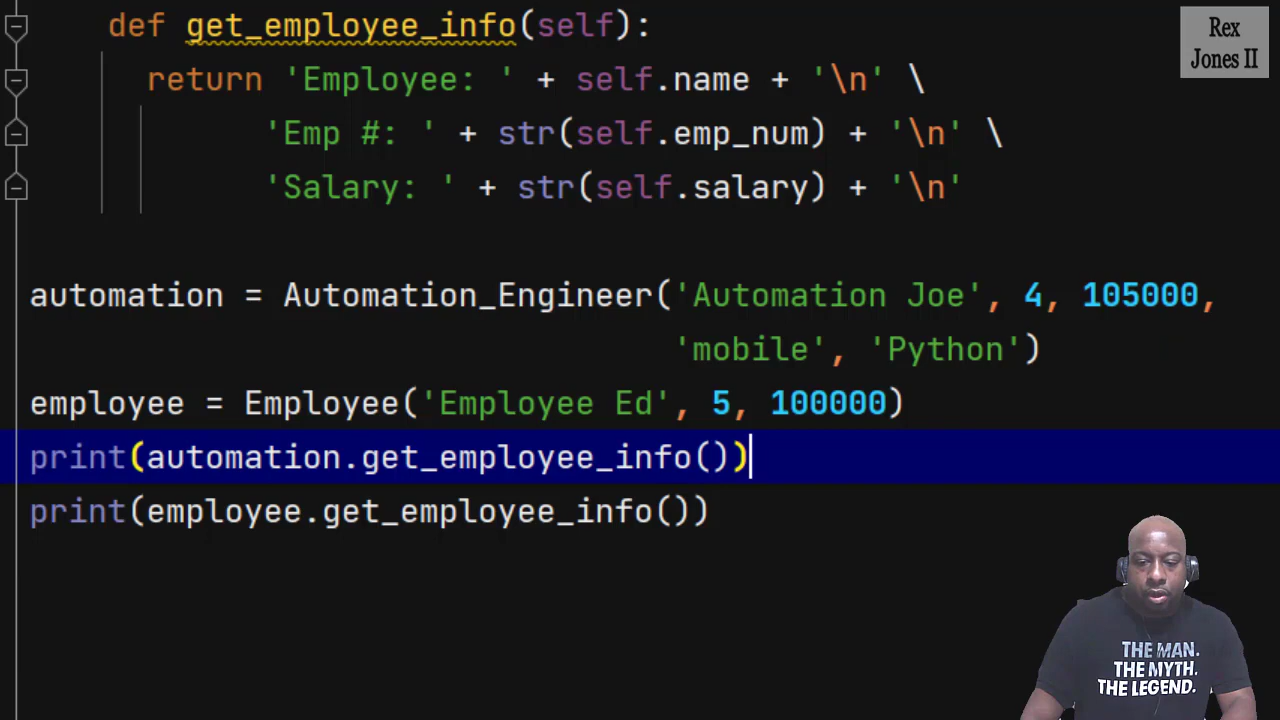 def get_employee_info(self):
Rex
Jones II
return 'Employee: ' + self.name + '\n' \
'Emp #: ' + str(self.emp_num) + '\n' \
'Salary: ' + str(self.salary) + '\n'
automation = Automation_Engineer('Automation Joe', 4, 105000,
'mobile', 'Python')
employee = Employee('Employee Ed', 5, 100000)
print(automation.get_employee_info())
print(employee.get_employee_info())
THE MAN.
THE MYTH.
THE LEGEND.